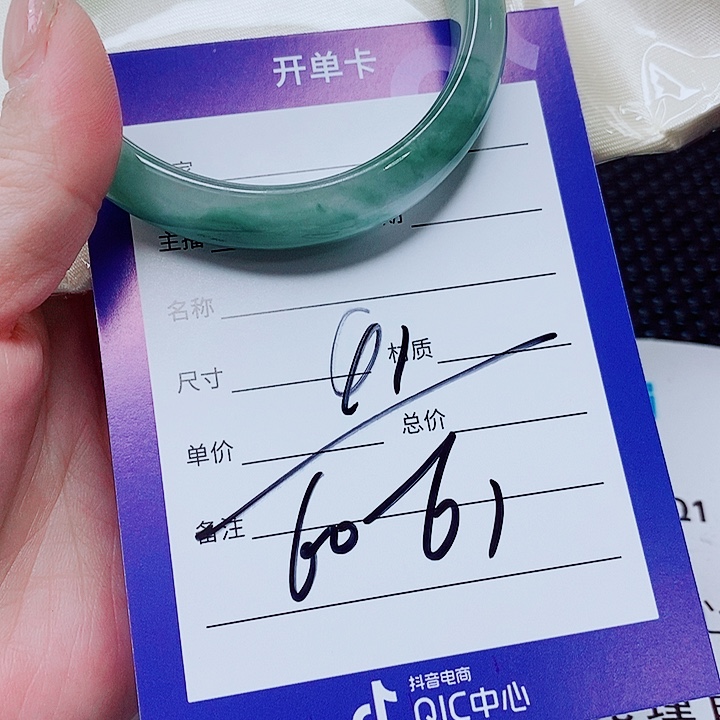 开单卡
主播
名称
尺寸 材质
91
单价 总价
备注
60-61
抖音电商
QIC中心
Q1